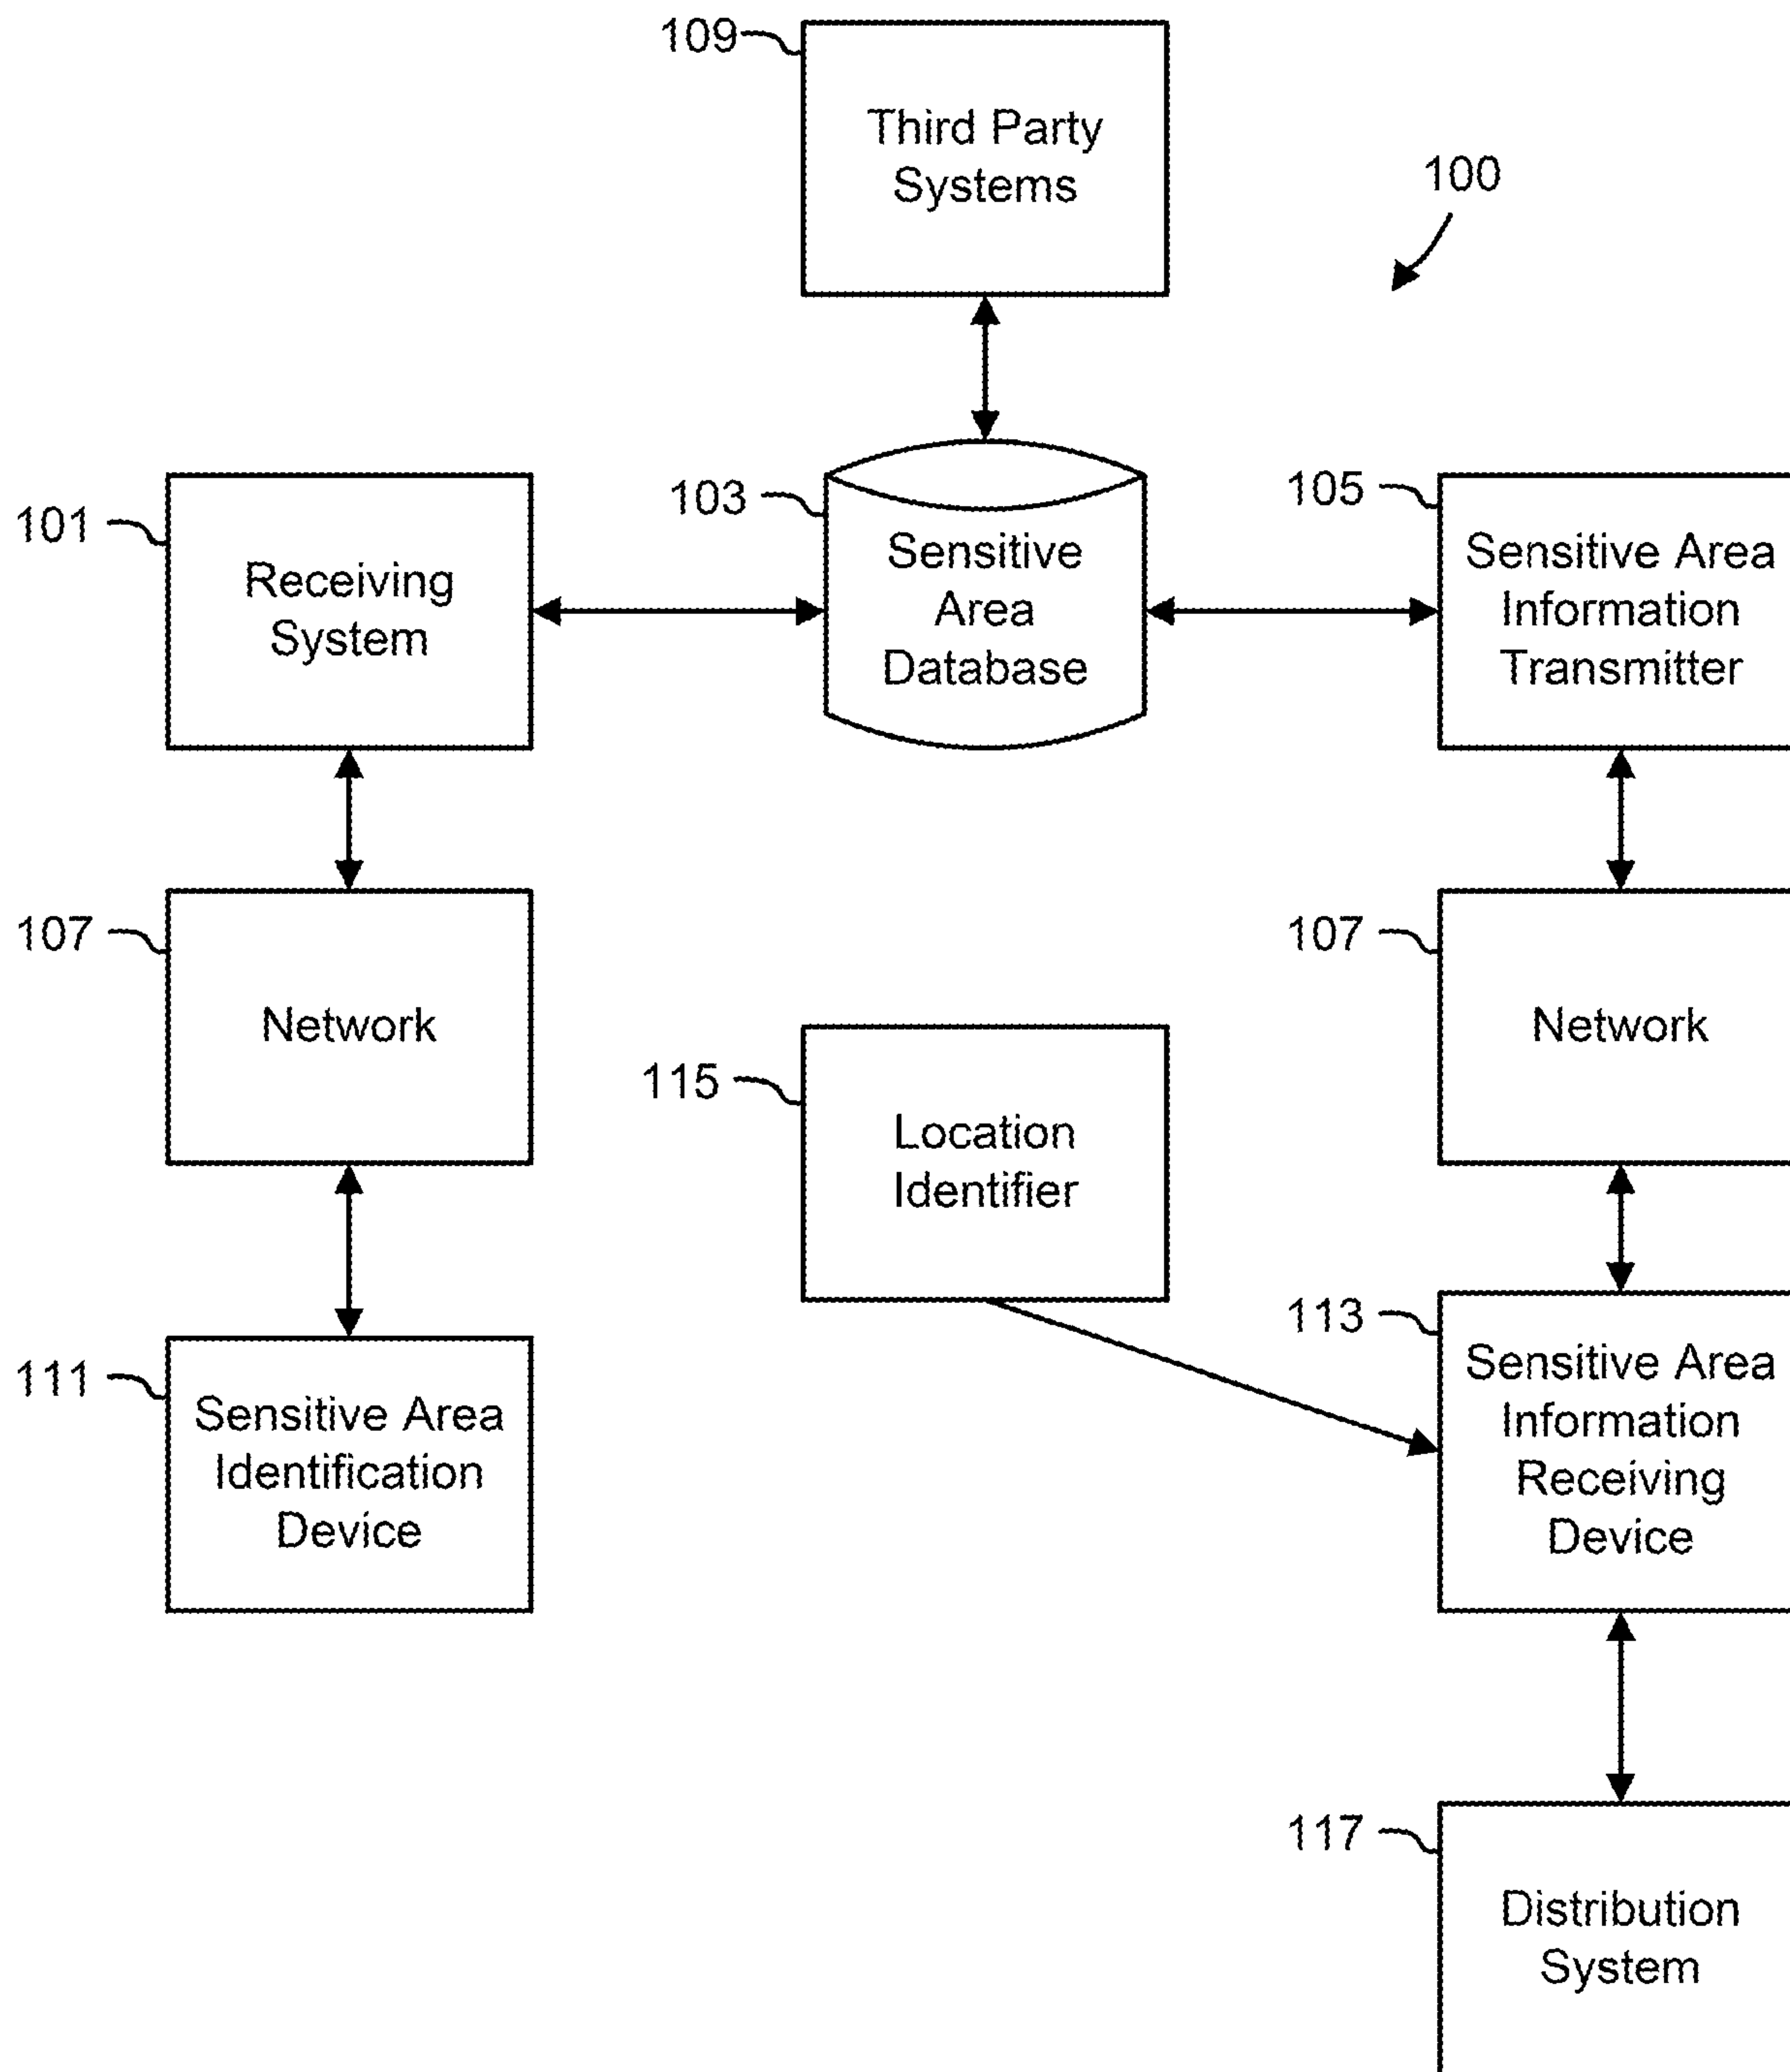 109
Third Party
Systems
100
101
Receiving
System
103
Sensitive
Area
Database
105
Sensitive Area
Information
Transmitter
107
Network
107
Network
115
Location
Identifier
111
Sensitive Area
Identification
Device
113
Sensitive Area
Information
Receiving
Device
117
Distribution
System